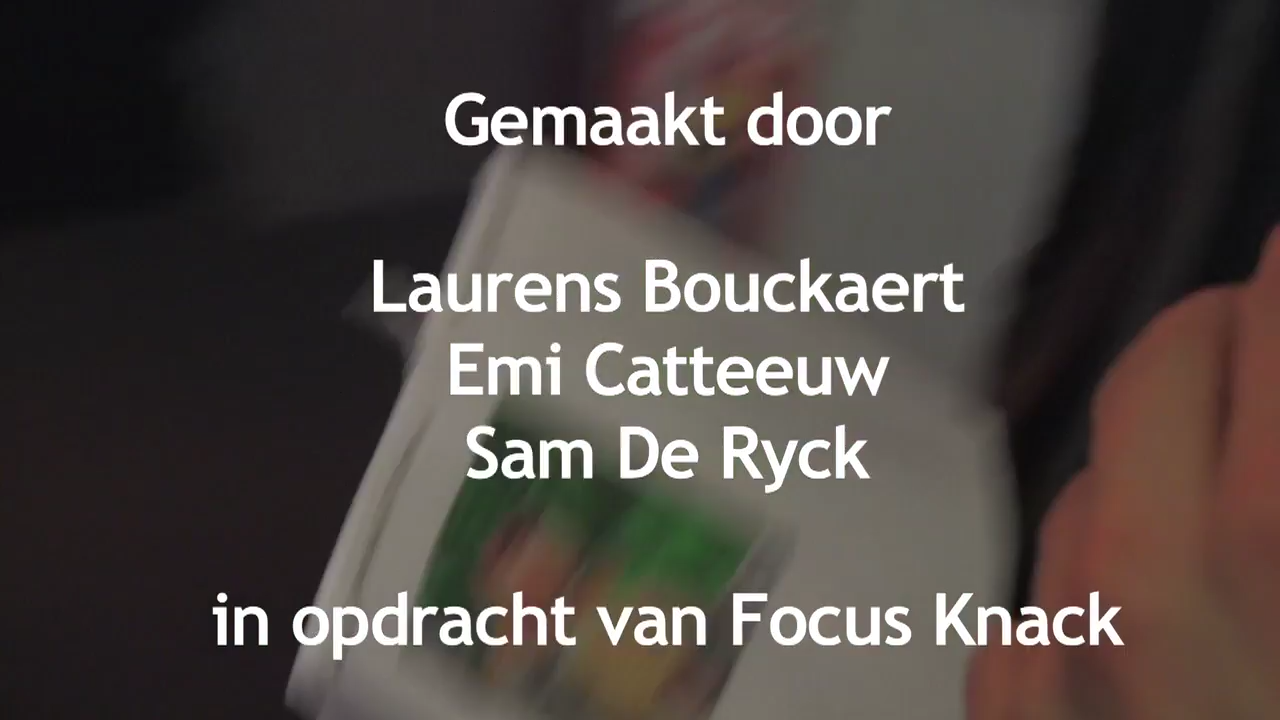 Gemaakt door
Laurens Bouckaert
Emi Catteeuw
Sam De Ryck
in opdracht van Focus Knack